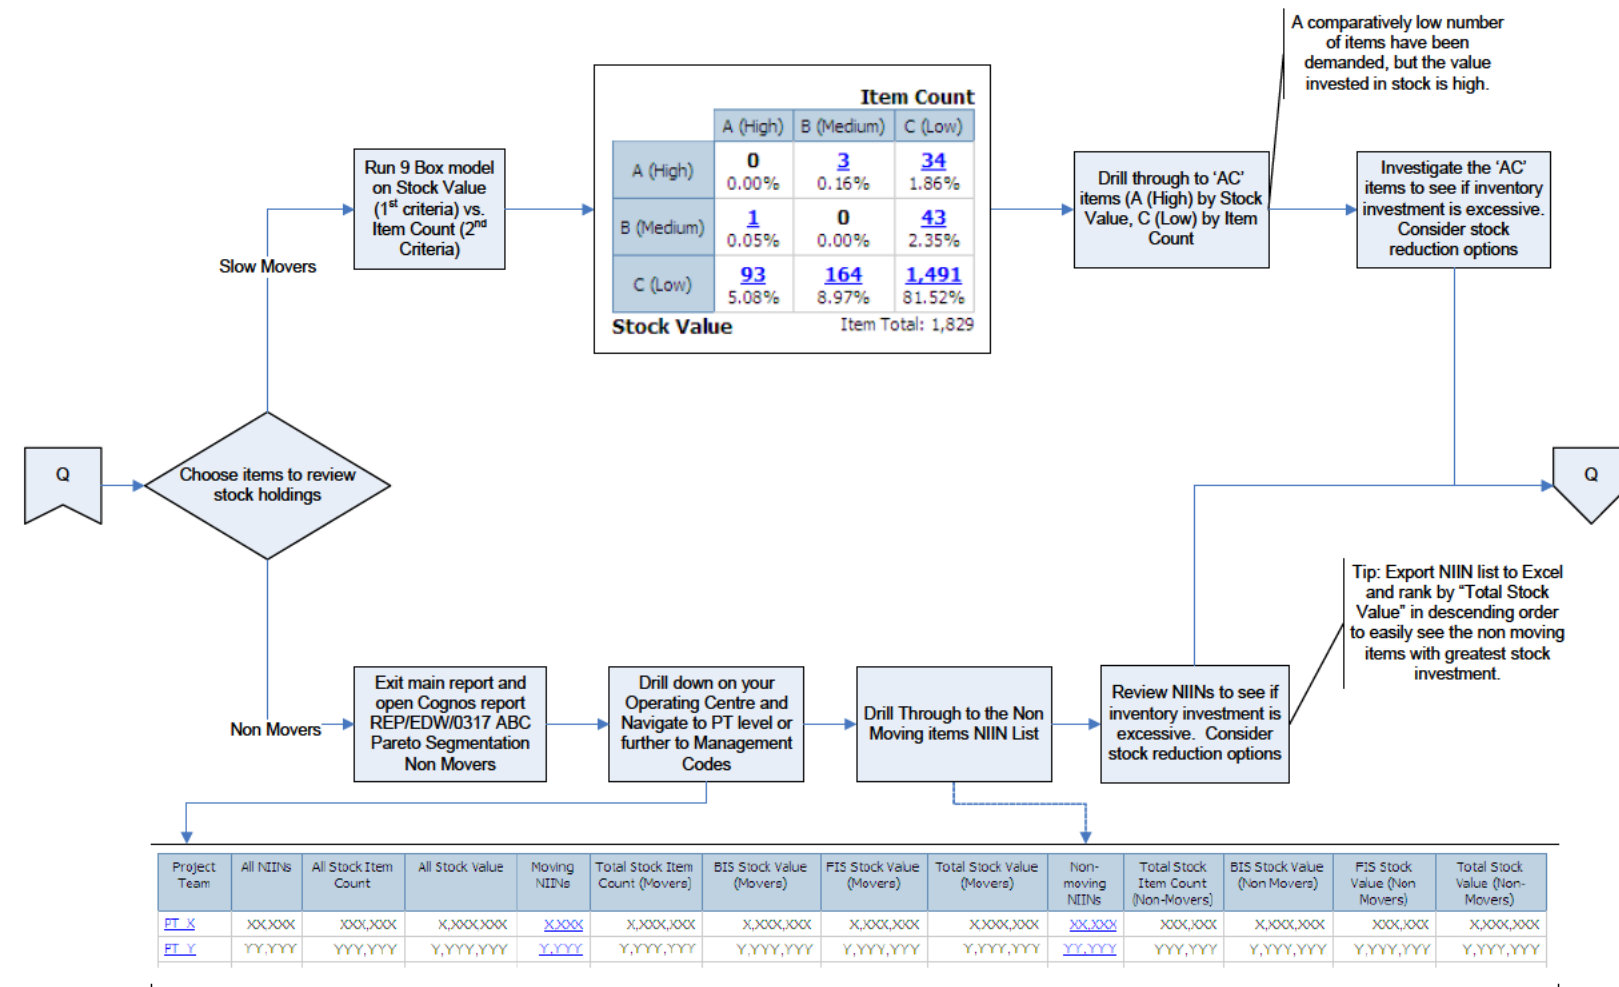 A comparatively low number
of items have been
demanded, but the value
invested in stock is high.
Item Count
A (High) B (Medium) C (Low)
A (High) 0 3 34
0.00% 0.16% 1.86%
B (Medium) 1 0 43
0.05% 0.00% 2.35%
C (Low) 93 164 1,491
5.08% 8.97% 81.52%
Stock Value Item Total: 1,829
Run 9 Box model
on Stock Value
(1st criteria) vs.
Item Count (2nd
Criteria)
Drill through to ‘AC’
items (A (High) by Stock
Value, C (Low) by Item
Count
Investigate the ‘AC’
items to see if inventory
investment is excessive.
Consider stock
reduction options
Slow Movers
Q
Choose items to review
stock holdings
Q
Non Movers
Exit main report and
open Cognos report
REP/EDW/0317 ABC
Pareto Segmentation
Non Movers
Drill down on your
Operating Centre and
Navigate to PT level or
further to Management
Codes
Drill Through to the Non
Moving items NIIN List
Review NIINs to see if
inventory investment is
excessive. Consider
stock reduction options
Tip: Export NIIN list to Excel
and rank by “Total Stock
Value” in descending order
to easily see the non moving
items with greatest stock
investment.
Project Team All NIINs All Stock Item Count All Stock Value Moving NIINs Total Stock Item Count (Movers) BIS Stock Value (Movers) FIS Stock Value (Movers) Total Stock Value (Movers) Non-moving NIINs Total Stock Item Count (Non-Movers) BIS Stock Value (Non Movers) FIS Stock Value (Non Movers) Total Stock Value (Non-Movers)
PT X XX,XXX XXX,XXX X,XXX,XXX X,XXX X,XXX,XXX X,XXX,XXX X,XXX,XXX X,XXX,XXX XX,XXX XXX,XXX X,XXX,XXX XXX,XXX X,XXX,XXX
PT Y YY,YYY YYY,YYY Y,YYY,YYY Y,YYY Y,YYY,YYY Y,YYY,YYY Y,YYY,YYY Y,YYY,YYY YY,YYY YYY,YYY Y,YYY,YYY YYY,YYY Y,YYY,YYY